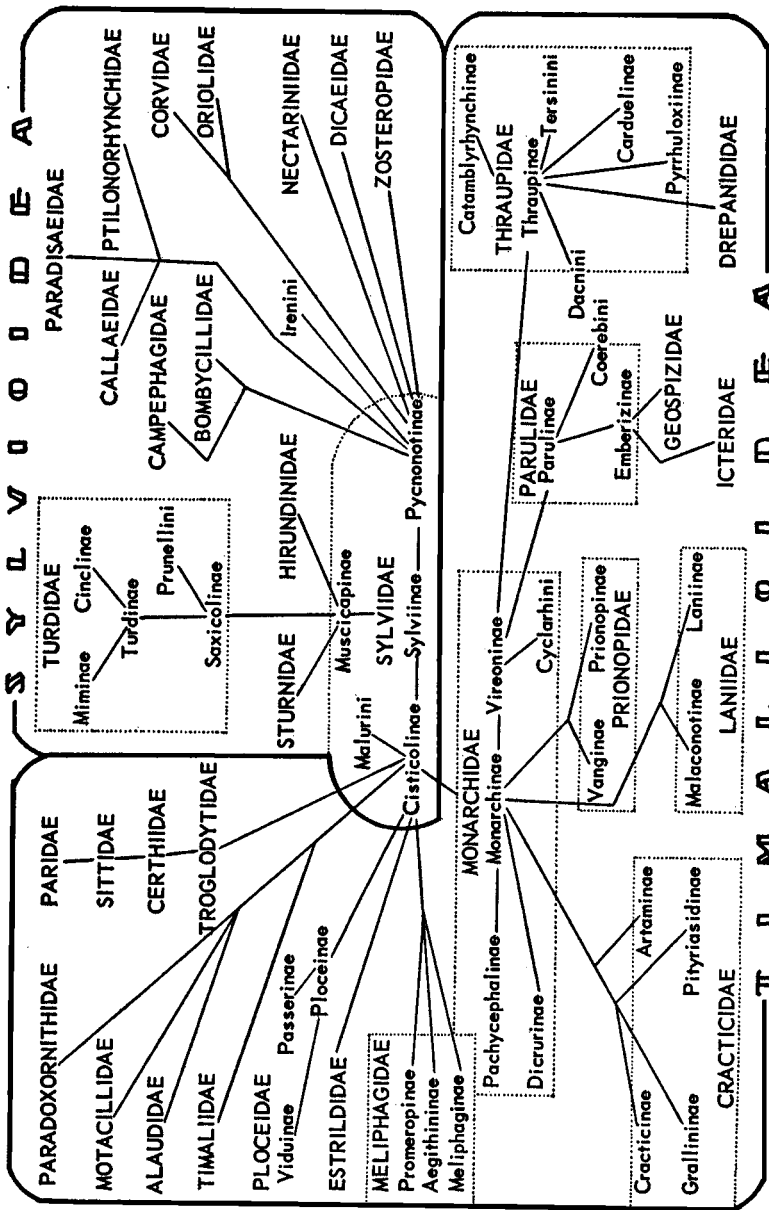 SYLVIOIDEA
PARADISAEIDAE
CALLAEIDAE
PTILONORHYNCHIDAE
CORVIDAE
ORIOLIDAE
CAMPEPHAGIDAE
BOMBYCILLIDAE
Irenini
NECTARINIIDAE
DICAEIDAE
ZOSTEROPIDAE
TURDIDAE
Miminae
Cinclinae
Turdinae
Prunellini
Saxicolinae
STURNIDAE
HIRUNDINIDAE
Muscicapinae
SYLVIIDAE
Malurini
Cisticolinae
Sylviinae
Pycnonotinae
PARIDAE
SITTIDAE
CERTHIIDAE
TROGLODYTIDAE
PARADOXORNITHIDAE
MOTACILLIDAE
ALAUDIDAE
TIMALIIDAE
PLOCEIDAE
Viduinae
Passerinae
Ploceinae
ESTRILDIDAE
MELIPHAGIDAE
Promeropinae
Aegithininae
Meliphaginae
MONARCHIDAE
Pachycephalinae
Monarchinae
Vireoninae
Dicrurinae
Cyclarhini
Vanginae
Prionopinae
PRIONOPIDAE
Malaconotinae
Laniinae
LANIIDAE
Artaminae
Pityriasidinae
Cracticinae
Grallininae
CRACTICIDAE
PARULIDAE
Parulinae
Coerebini
Emberizinae
GEOSPIZIDAE
ICTERIDAE
Catamblyrhynchinae
THRAUPIDAE
Thraupinae
Tersinini
Dacnini
Carduelinae
Pyrrhuloxiinae
DREPANIDIDAE
TIMALIOIDEA